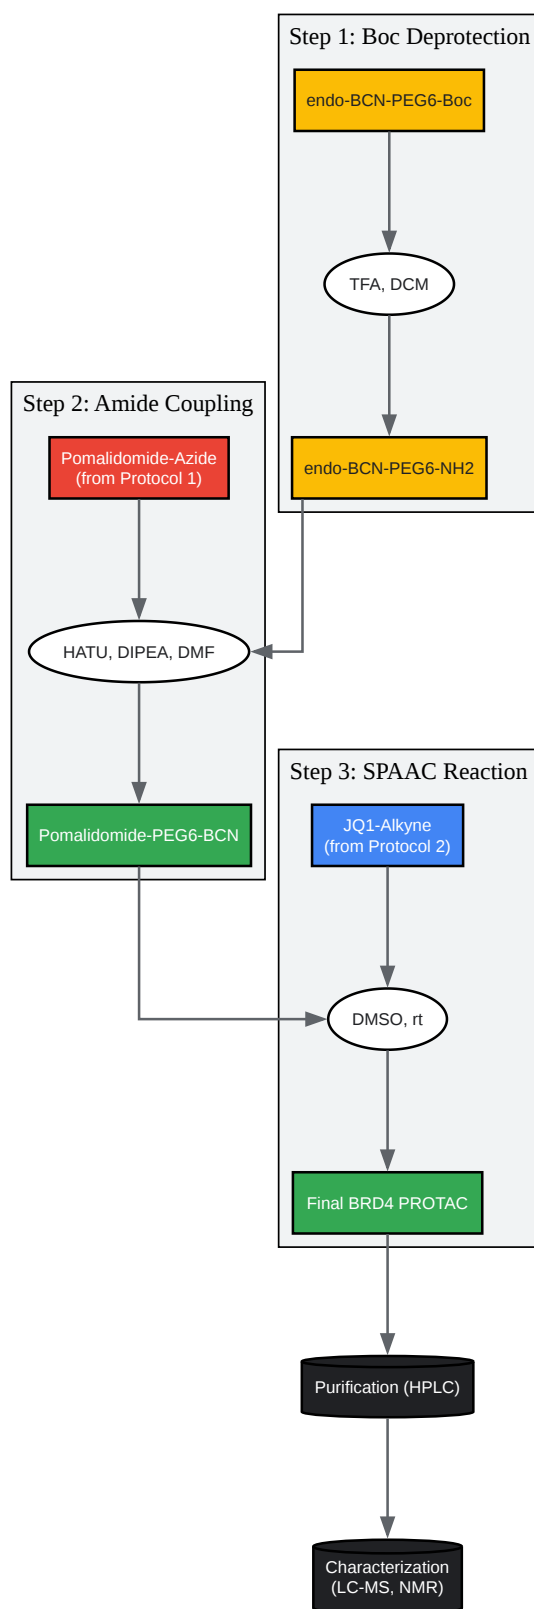 Step 1: Boc Deprotection
endo-BCN-PEG6-Boc
TFA, DCM
endo-BCN-PEG6-NH2
Step 2: Amide Coupling
Pomalidomide-Azide
(from Protocol 1)
HATU, DIPEA, DMF
Pomalidomide-PEG6-BCN
Step 3: SPAAC Reaction
JQ1-Alkyne
(from Protocol 2)
DMSO, rt
Final BRD4 PROTAC
Purification (HPLC)
Characterization
(LC-MS, NMR)